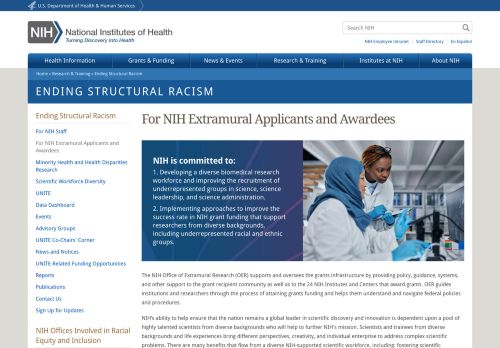 U.S. Department of Health & Human Services
NIH
National Institutes of Health
Turning Discovery Into Health
Search NIH
NIH Employee Intranet
Staff Directory
En Español
Health Information
Grants & Funding
News & Events
Research & Training
Institutes at NIH
About NIH
Home » Research & Training » Ending Structural Racism
ENDING STRUCTURAL RACISM
Ending Structural Racism
For NIH Staff
For NIH Extramural Applicants and
Awardees
Minority Health and Health Disparities
Research
Scientific Workforce Diversity
UNITE
Data Dashboard
Events
Advisory Groups
UNITE Co-Chairs' Corner
News and Notices
UNITE-Related Funding Opportunities
Reports
Publications
Contact Us
Sign Up for Updates
NIH Offices Involved in Racial
Equity and Inclusion
For NIH Extramural Applicants and Awardees
NIH is committed to:
1. Developing a diverse biomedical research
workforce and improving the recruitment of
underrepresented groups in science, science
leadership, and science administration.
2. Implementing approaches to improve the
success rate in NIH grant funding that support
researchers from diverse backgrounds,
including underrepresented racial and ethnic
groups.
The NIH Office of Extramural Research (OER) supports and oversees the grants infrastructure by providing policy, guidance, systems,
and other support to the grant recipient community as well as to the 24 NIH Institutes and Centers that award grants. OER guides
institutions and researchers through the process of attaining grants funding and helps them understand and navigate federal policies
and procedures.
NIH's ability to help ensure that the nation remains a global leader in scientific discovery and innovation is dependent upon a pool of
highly talented scientists from diverse backgrounds who will help to further NIH's mission. Scientists and trainees from diverse
backgrounds and life experiences bring different perspectives, creativity, and individual enterprise to address complex scientific
problems. There are many benefits that flow from a diverse NIH-supported scientific workforce, including: fostering scientific